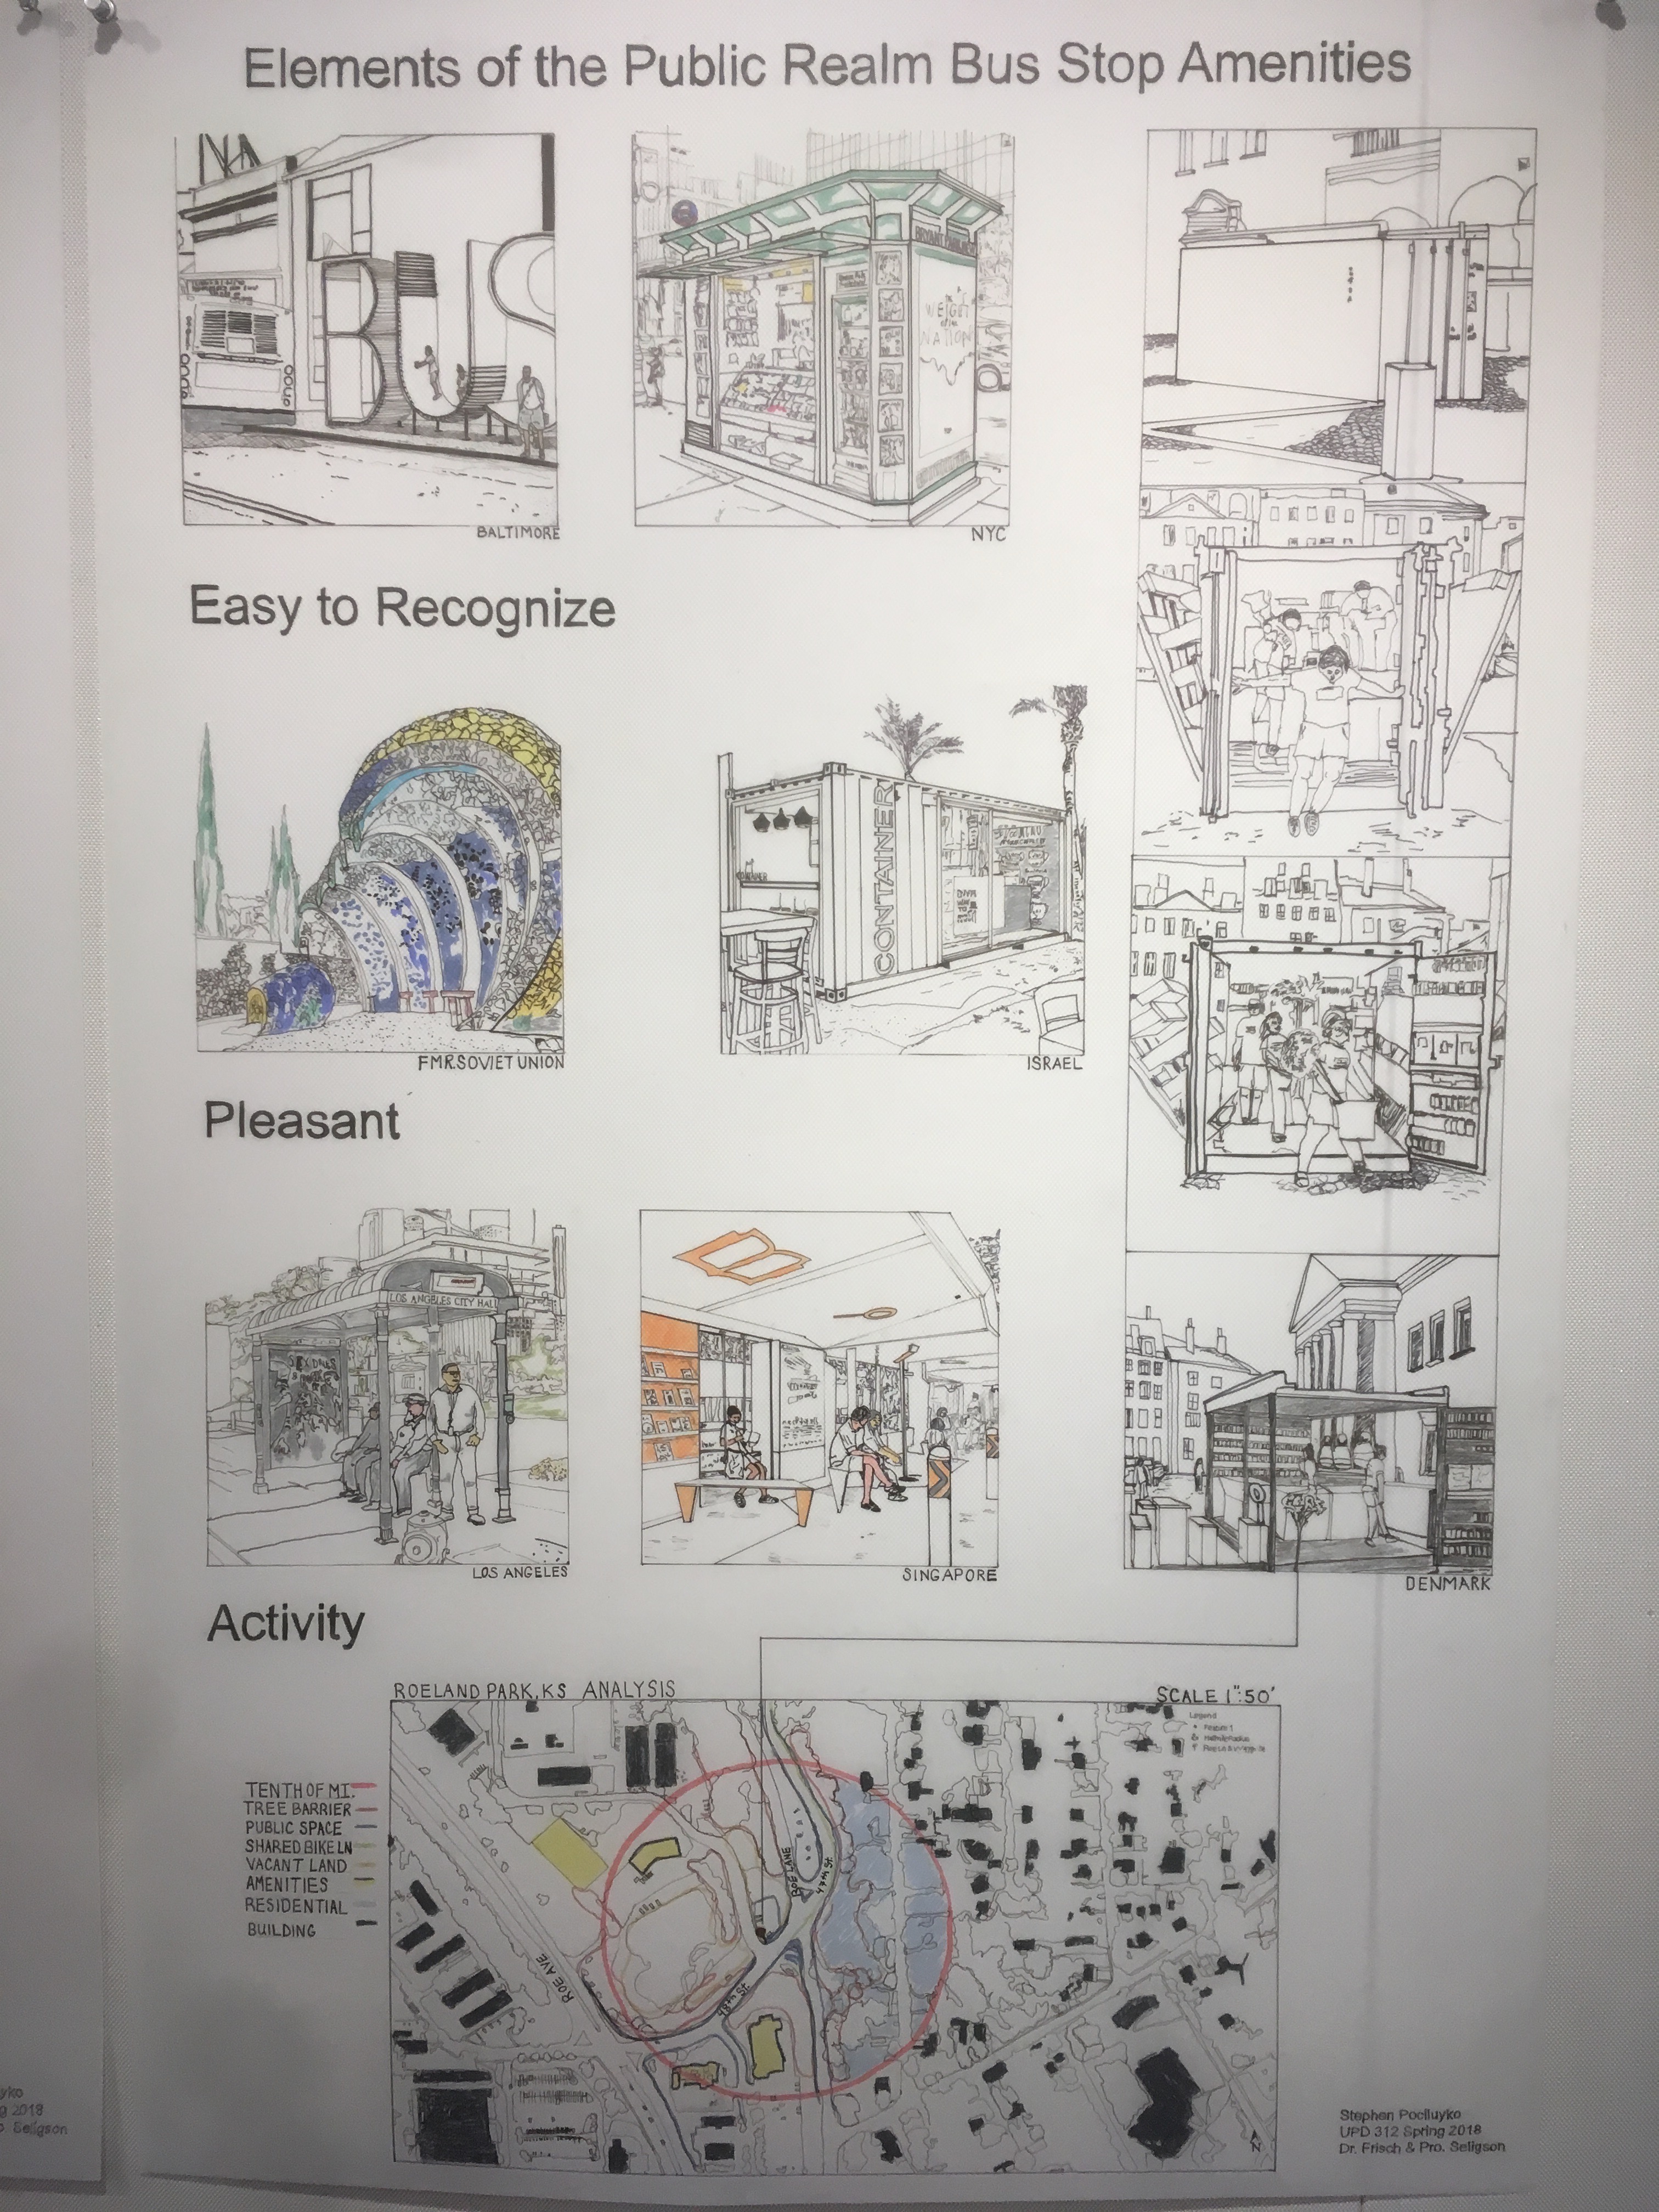 Elements of the Public Realm Bus Stop Amenities
BUS
BALTIMORE
WEIGHT
NATION
NYC
Easy to Recognize
FMR.SOVIET UNION
CONTAINER
ISRAEL
Pleasant
LOS ANGELES CITY HALL
LOS ANGELES
SINGAPORE
DENMARK
Activity
ROELAND PARK, KS ANALYSIS
SCALE 1":50'
Legend
TENTH OF MI.
TREE BARRIER
PUBLIC SPACE
SHARED BIKE LN
VACANT LAND
AMENITIES
RESIDENTIAL
BUILDING
ROE LANE
47th St.
ROE AVE
48th St.
N
Stephen Pociluyko
UPD 312 Spring 2018
Dr. Frisch & Pro. Seligson
yko
g 2018
o. Seligson